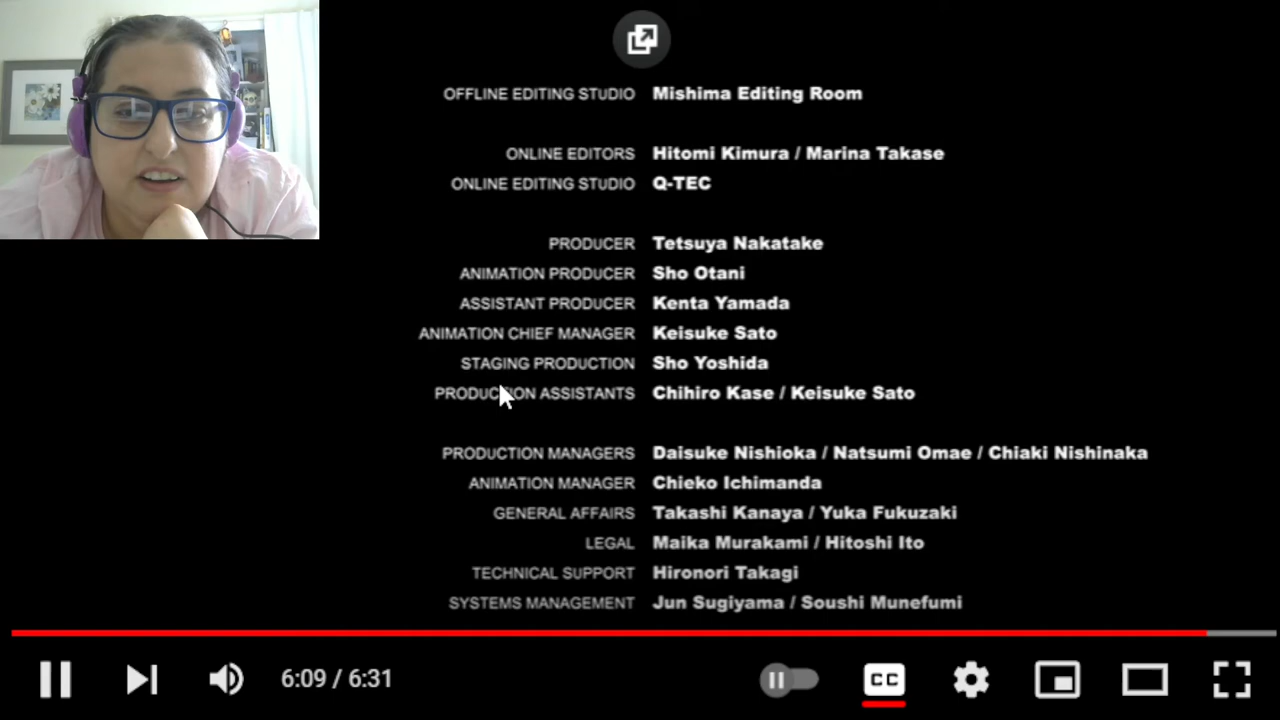 OFFLINE EDITING STUDIO Mishima Editing Room
ONLINE EDITORS Hitomi Kimura / Marina Takase
ONLINE EDITING STUDIO Q-TEC
PRODUCER Tetsuya Nakatake
ANIMATION PRODUCER Sho Otani
ASSISTANT PRODUCER Kenta Yamada
ANIMATION CHIEF MANAGER Keisuke Sato
STAGING PRODUCTION Sho Yoshida
PRODUCTION ASSISTANTS Chihiro Kase / Keisuke Sato
PRODUCTION MANAGERS Daisuke Nishioka / Natsumi Omae / Chiaki Nishinaka
ANIMATION MANAGER Chieko Ichimanda
GENERAL AFFAIRS Takashi Kanaya / Yuka Fukuzaki
LEGAL Maika Murakami / Hitoshi Ito
TECHNICAL SUPPORT Hironori Takagi
SYSTEMS MANAGEMENT Jun Sugiyama / Soushi Munefumi
6:09 / 6:31 CC